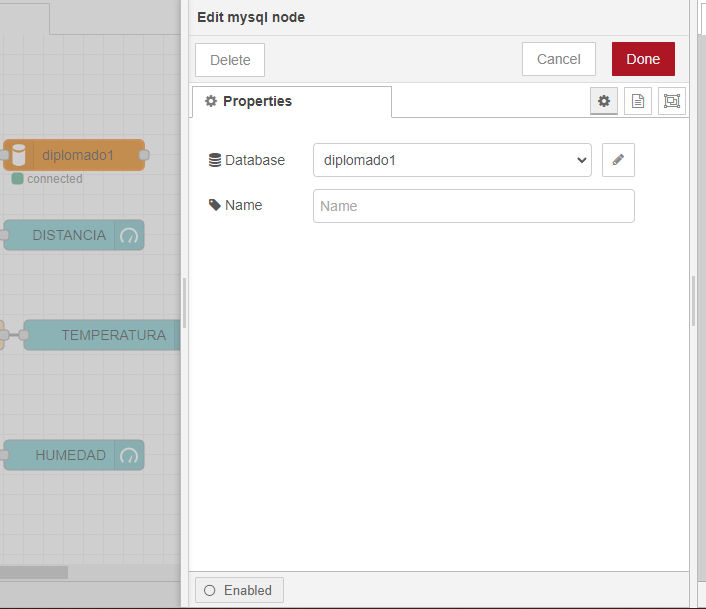 Edit mysql node
Delete
Cancel
Done
Properties
diplomado1
connected
Database
diplomado1
Name
Name
DISTANCIA
TEMPERATURA
HUMEDAD
Enabled